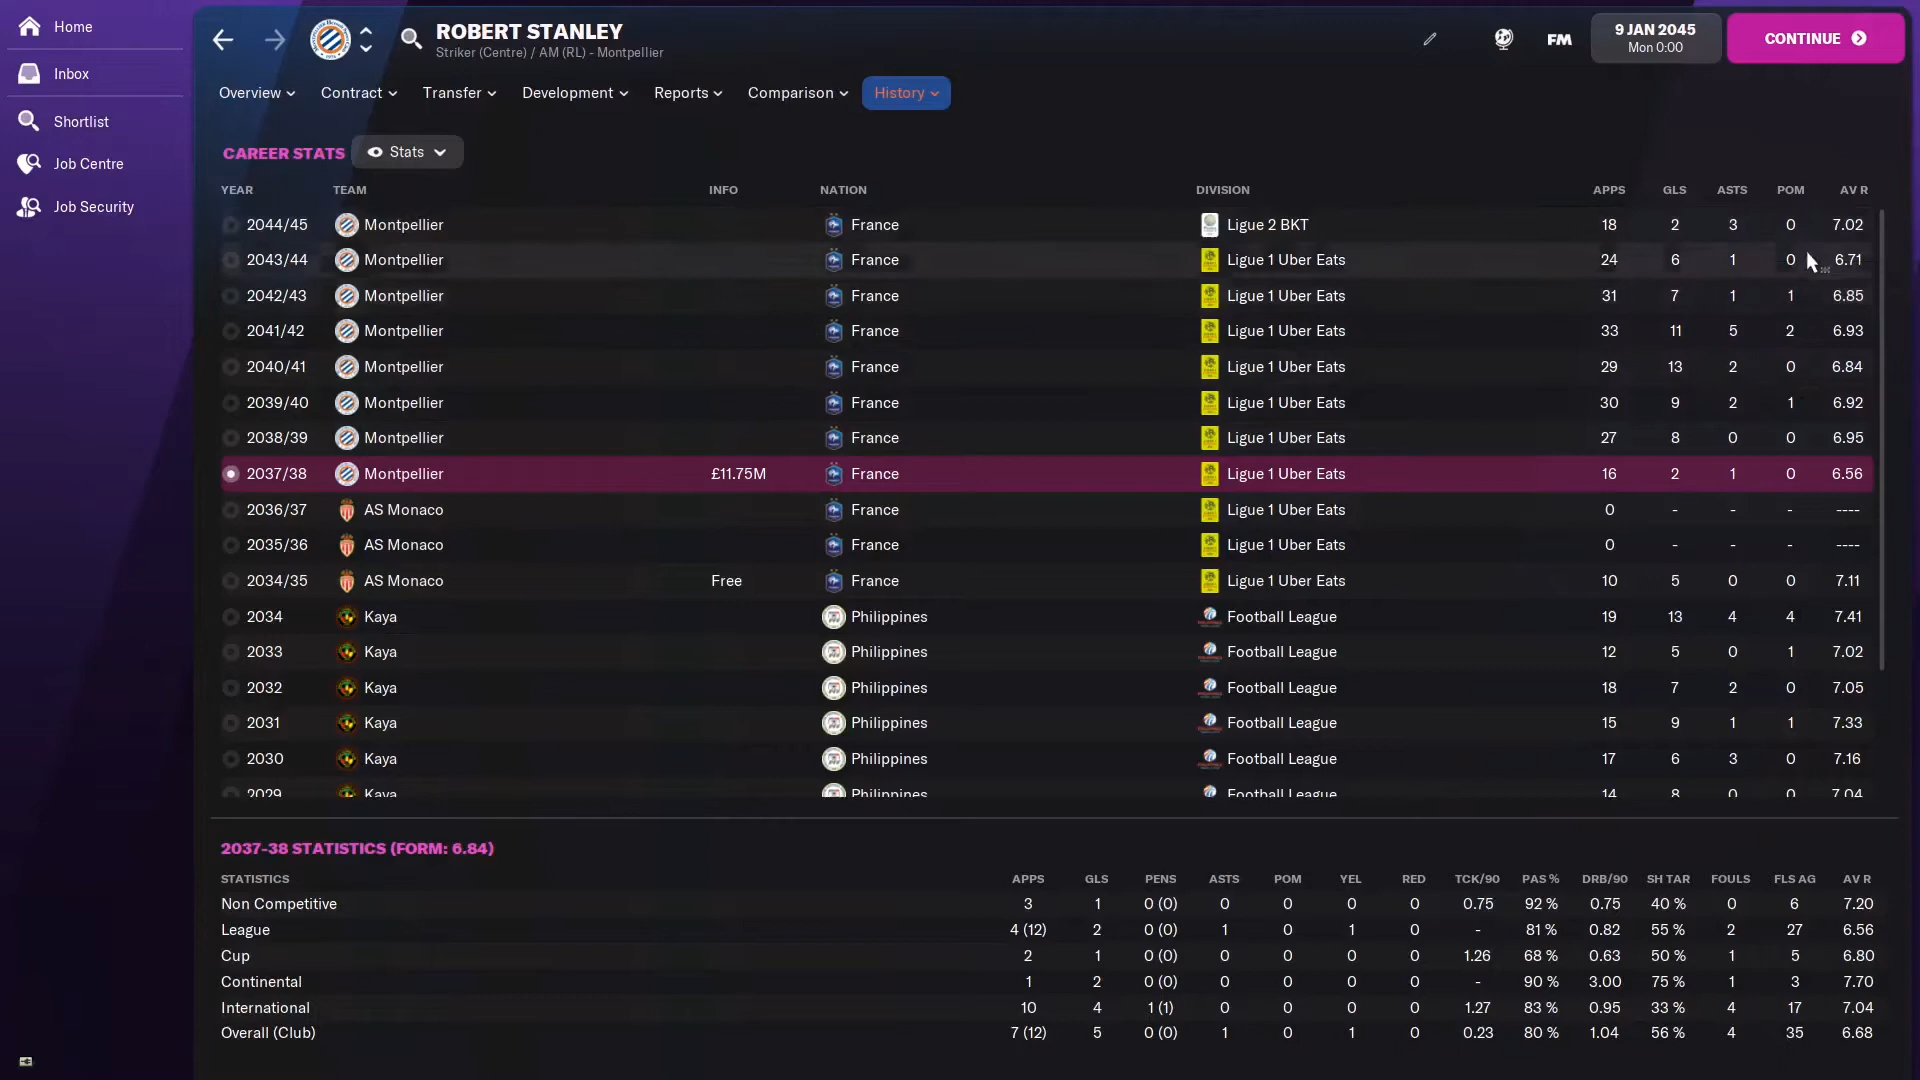 Home
Inbox
Shortlist
Job Centre
Job Security
ROBERT STANLEY
Striker (Centre) / AM (RL) - Montpellier
FM
9 JAN 2045
Mon 0:00
CONTINUE
Overview Contract Transfer Development Reports Comparison History
CAREER STATS Stats
YEAR TEAM INFO NATION DIVISION APPS GLS ASTS POM AV R
2044/45 Montpellier France Ligue 2 BKT 18 2 3 0 7.02
2043/44 Montpellier France Ligue 1 Uber Eats 24 6 1 0 6.71
2042/43 Montpellier France Ligue 1 Uber Eats 31 7 1 1 6.85
2041/42 Montpellier France Ligue 1 Uber Eats 33 11 5 2 6.93
2040/41 Montpellier France Ligue 1 Uber Eats 29 13 2 0 6.84
2039/40 Montpellier France Ligue 1 Uber Eats 30 9 2 1 6.92
2038/39 Montpellier France Ligue 1 Uber Eats 27 8 0 0 6.95
2037/38 Montpellier £11.75M France Ligue 1 Uber Eats 16 2 1 0 6.56
2036/37 AS Monaco France Ligue 1 Uber Eats 0 - - - ----
2035/36 AS Monaco France Ligue 1 Uber Eats 0 - - - ----
2034/35 AS Monaco Free France Ligue 1 Uber Eats 10 5 0 0 7.11
2034 Kaya Philippines Football League 19 13 4 4 7.41
2033 Kaya Philippines Football League 12 5 0 1 7.02
2032 Kaya Philippines Football League 18 7 2 0 7.05
2031 Kaya Philippines Football League 15 9 1 1 7.33
2030 Kaya Philippines Football League 17 6 3 0 7.16
2029 Kaya Philippines Football League 14 8 0 0 7.04
2037-38 STATISTICS (FORM: 6.84)
STATISTICS APPS GLS PENS ASTS POM YEL RED TCK/90 PAS % DRB/90 SH TAR FOULS FLS AG AV R
Non Competitive 3 1 0 (0) 0 0 0 0 0.75 92 % 0.75 40 % 0 6 7.20
League 4 (12) 2 0 (0) 1 0 1 0 - 81 % 0.82 55 % 2 27 6.56
Cup 2 1 0 (0) 0 0 0 0 1.26 68 % 0.63 50 % 1 5 6.80
Continental 1 2 0 (0) 0 0 0 0 - 90 % 3.00 75 % 1 3 7.70
International 10 4 1 (1) 0 0 0 0 1.27 83 % 0.95 33 % 4 17 7.04
Overall (Club) 7 (12) 5 0 (0) 1 0 1 0 0.23 80 % 1.04 56 % 4 35 6.68